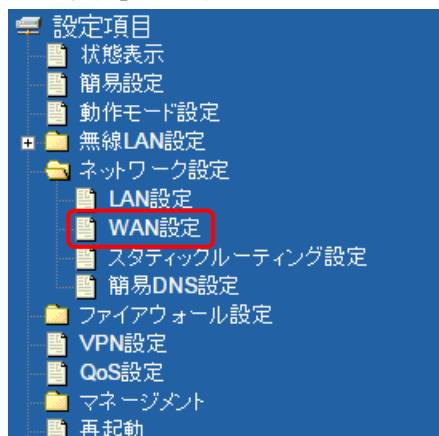 設定項目
状態表示
簡易設定
動作モード設定
無線LAN設定
ネットワーク設定
LAN設定
WAN設定
スタティックルーティング設定
簡易DNS設定
ファイアウォール設定
VPN設定
QoS設定
マネージメント
再起動